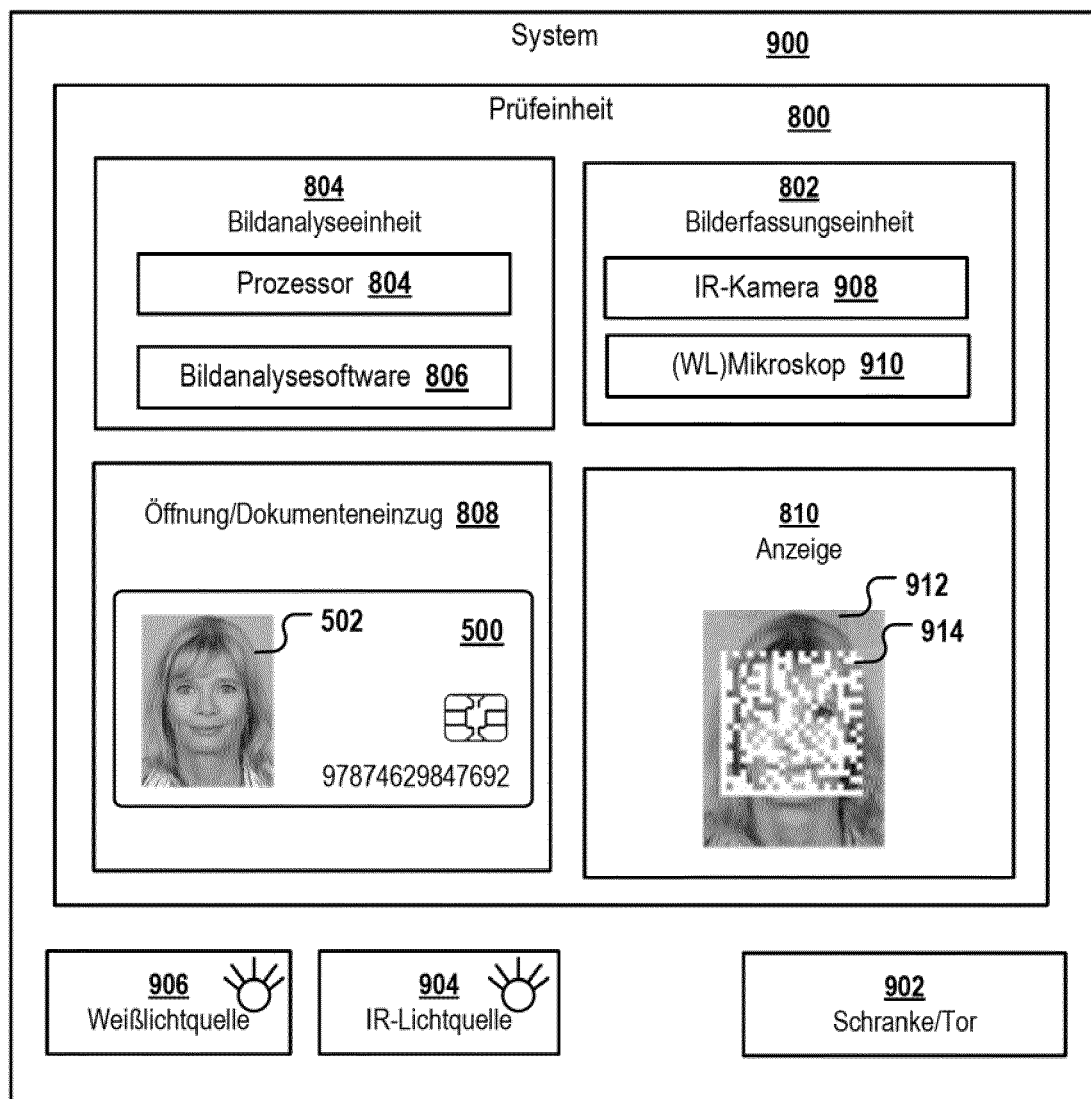 System 900
Prüfeinheit 800
804
Bildanalyseeinheit
Prozessor 804
Bildanalysesoftware 806
802
Bilderfassungseinheit
IR-Kamera 908
(WL)Mikroskop 910
Öffnung/Dokumenteneinzug 808
502
500
97874629847692
810
Anzeige
912
914
906
Weißlichtquelle
904
IR-Lichtquelle
902
Schranke/Tor